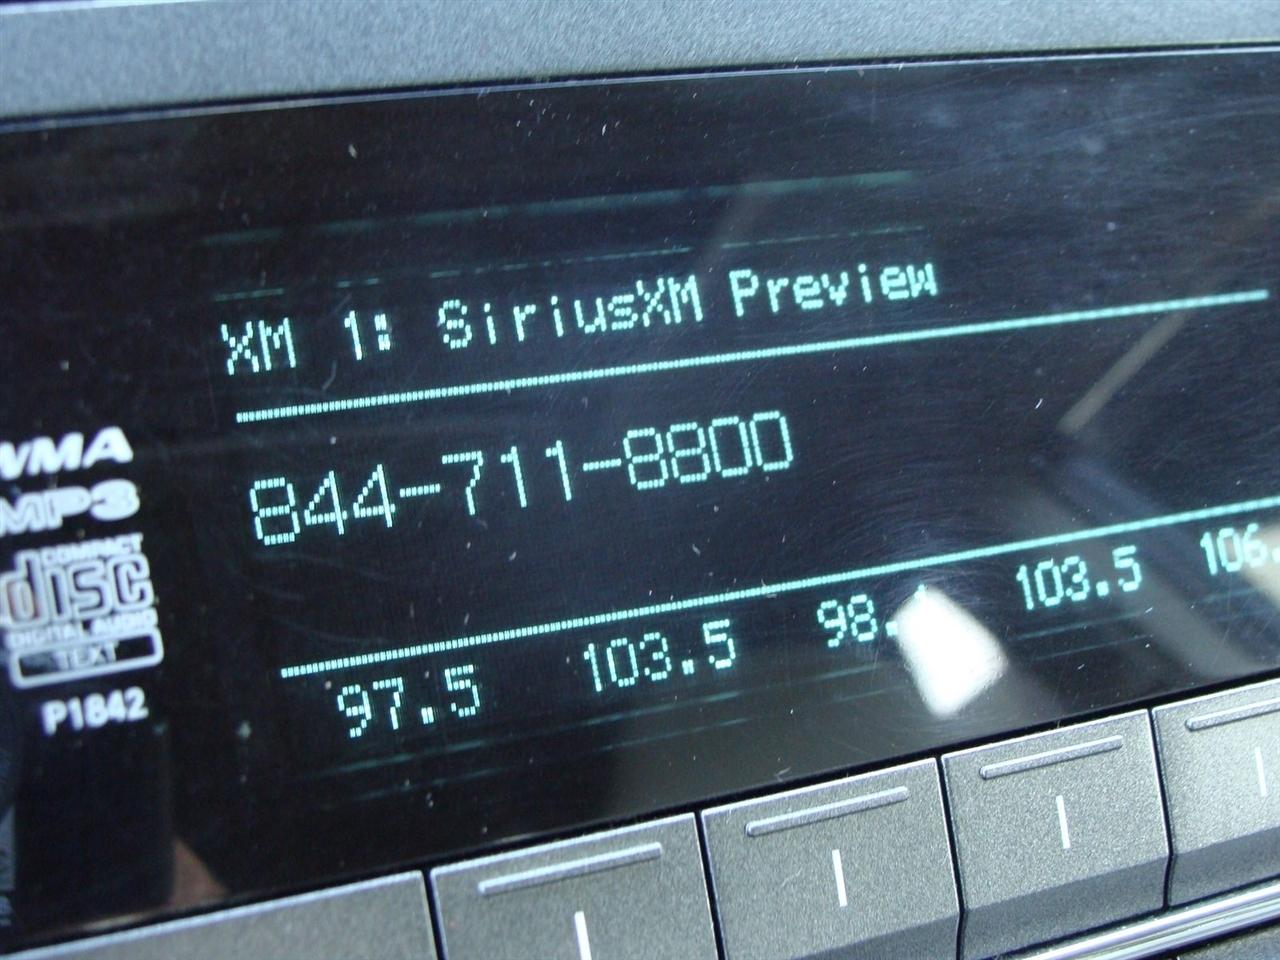 XM 1: SiriusXM Preview
844-711-8800
97.5 103.5 103.5
WMA
MP3
COMPACT
disc
DIGITAL AUDIO
TEXT
P1842